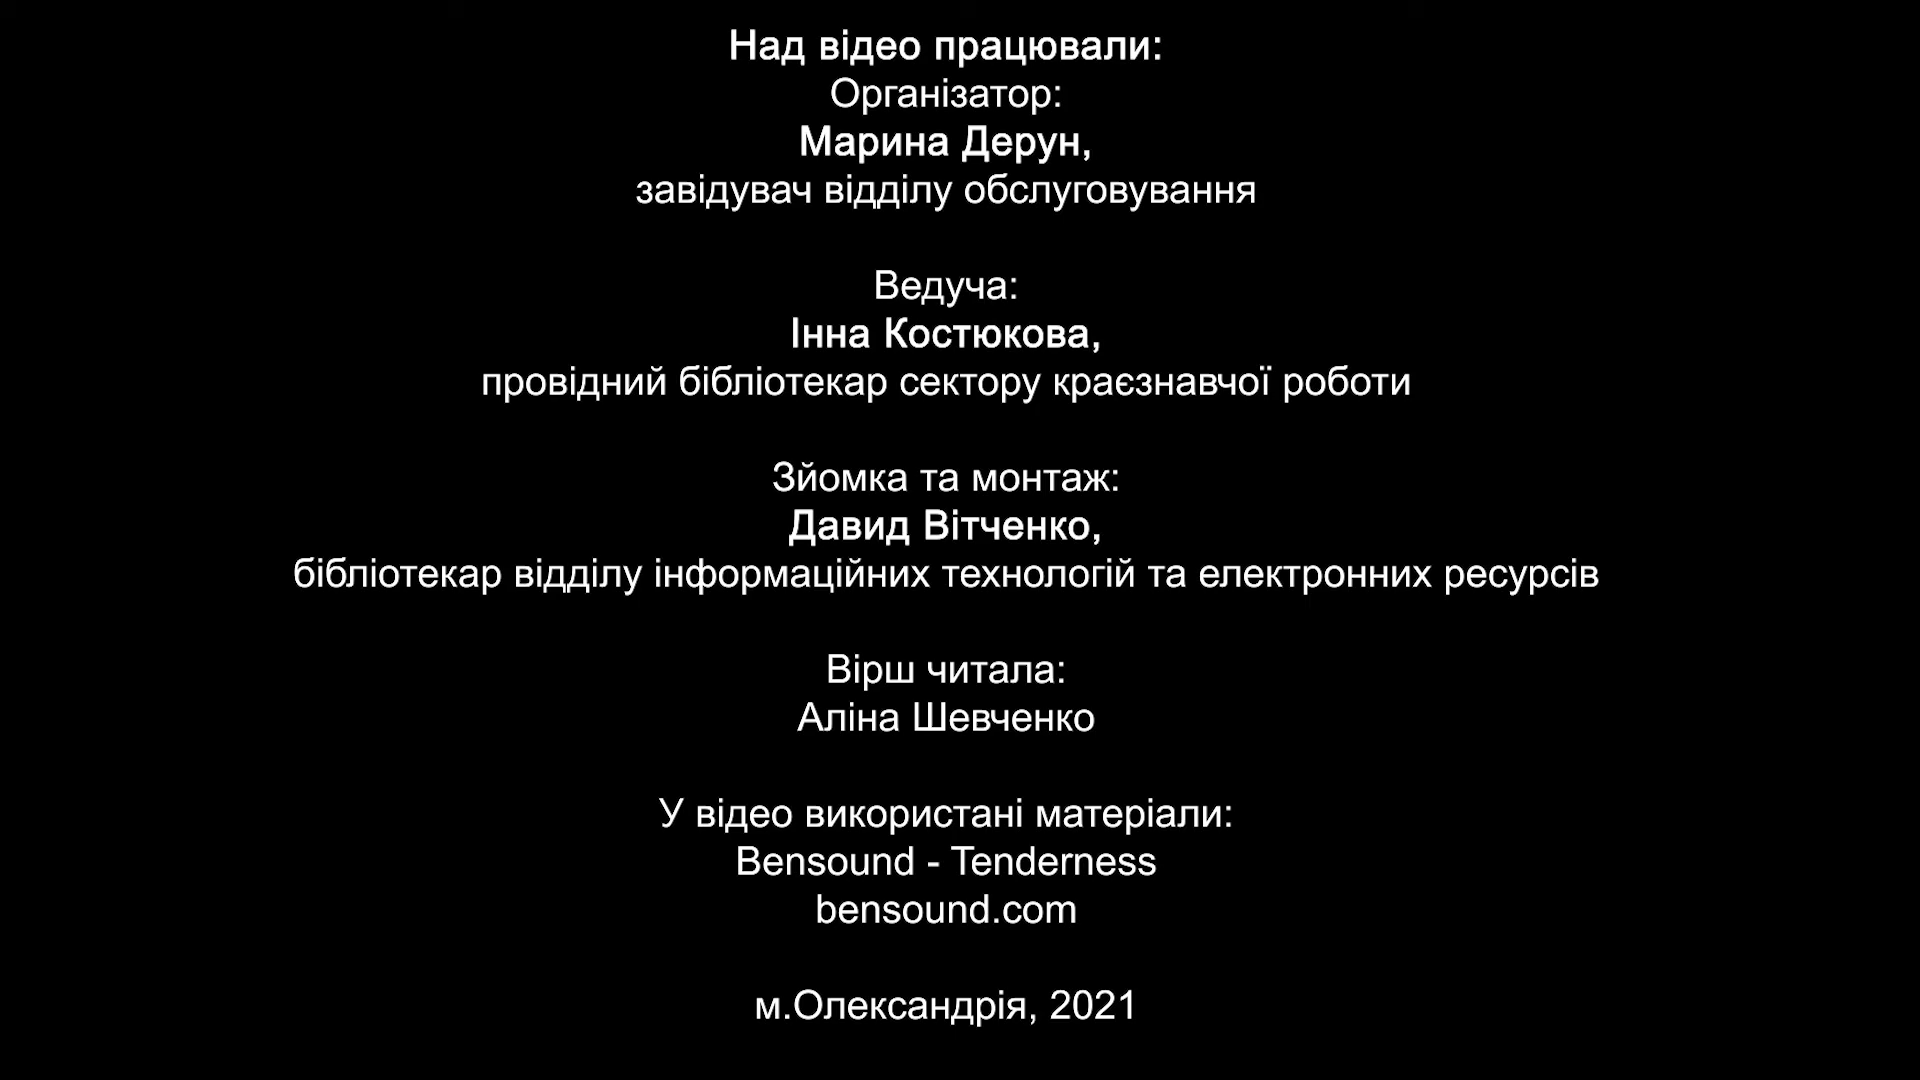 Над відео працювали:
Організатор:
Марина Дерун,
завідувач відділу обслуговування
Ведуча:
Інна Костюкова,
провідний бібліотекар сектору краєзнавчої роботи
Зйомка та монтаж:
Давид Вітченко,
бібліотекар відділу інформаційних технологій та електронних ресурсів
Вірш читала:
Аліна Шевченко
У відео використані матеріали:
Bensound - Tenderness
bensound.com
м.Олександрія, 2021